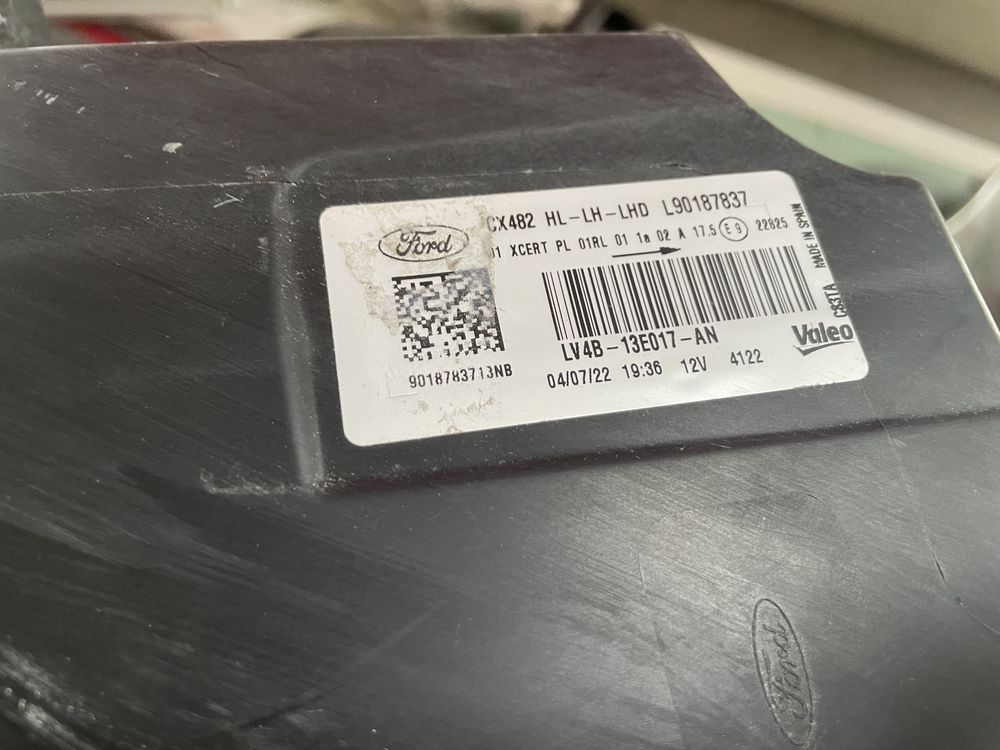 Ford
CX482 HL-LH-LHD L90187837
01 XCERT PL 01RL 01 1a 02 A 17.5 E9 22825
LV4B-13E017-AN
9018783713NB
04/07/22 19:36 12V 4122
Valeo
C83TA MADE IN SPAIN
Ford